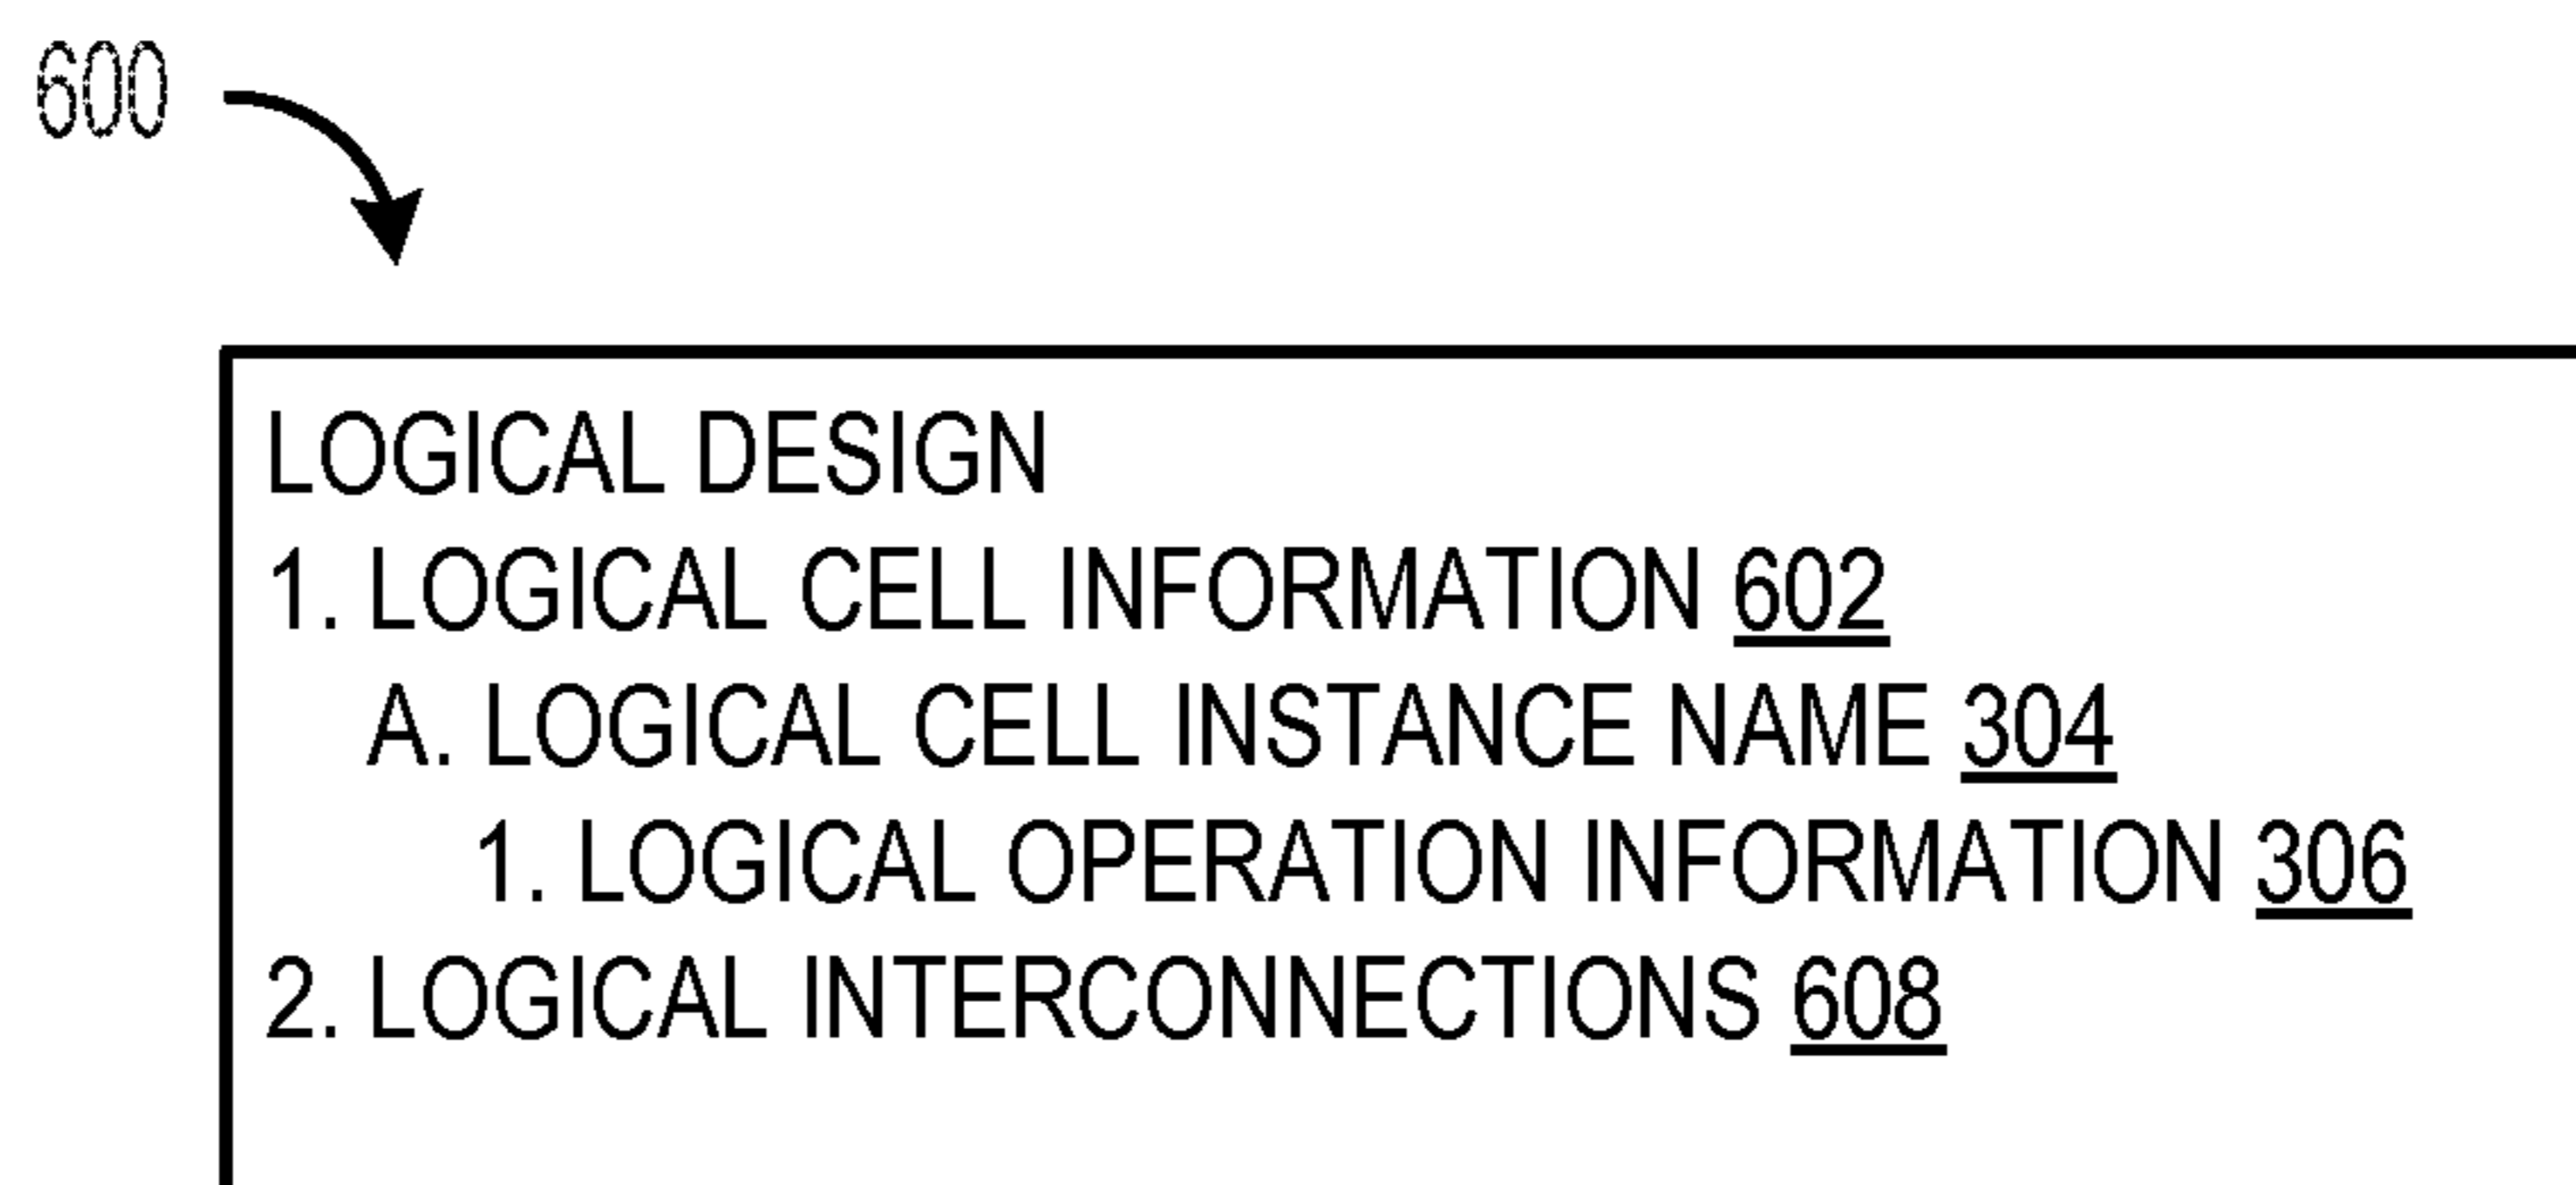 600
LOGICAL DESIGN
1. LOGICAL CELL INFORMATION 602
A. LOGICAL CELL INSTANCE NAME 304
1. LOGICAL OPERATION INFORMATION 306
2. LOGICAL INTERCONNECTIONS 608